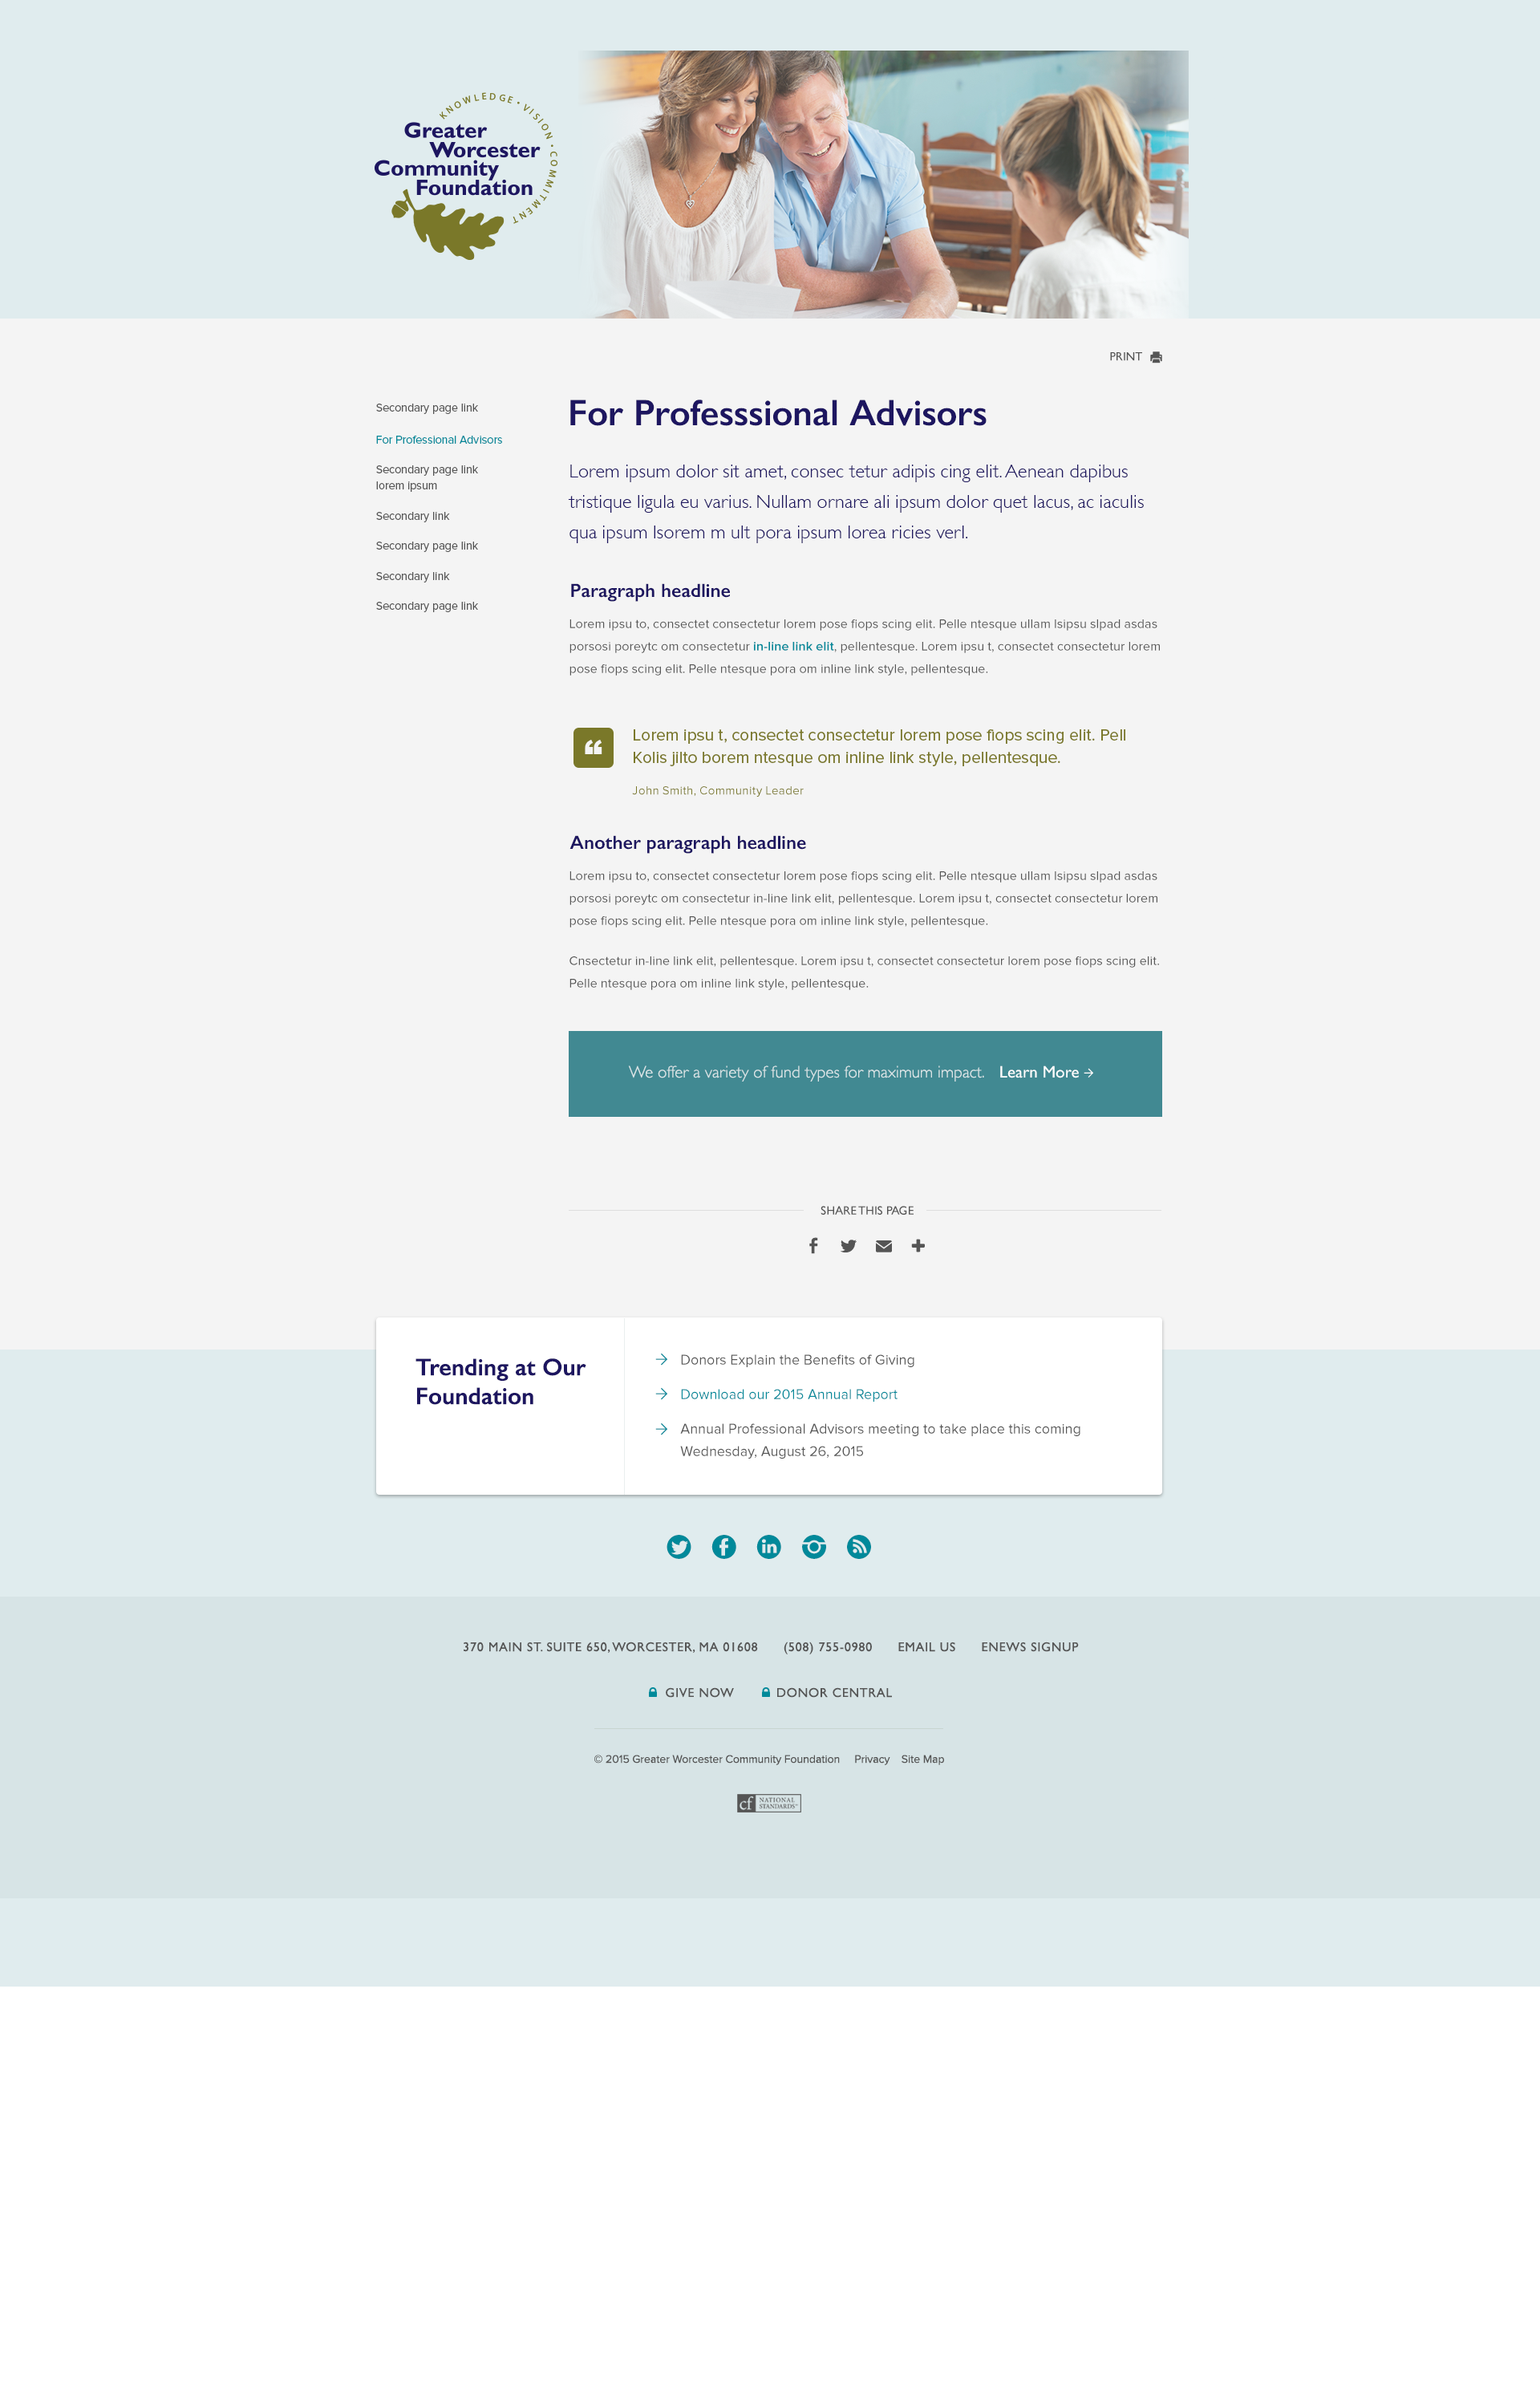 KNOWLEDGE • VISION • COMMITMENT
Greater
Worcester
Community
Foundation
PRINT
Secondary page link
For Professional Advisors
Secondary page link
lorem ipsum
Secondary link
Secondary page link
Secondary link
Secondary page link
For Professsional Advisors
Lorem ipsum dolor sit amet, consec tetur adipis cing elit. Aenean dapibus
tristique ligula eu varius. Nullam ornare ali ipsum dolor quet lacus, ac iaculis
qua ipsum lsorem m ult pora ipsum lorea ricies verl.
Paragraph headline
Lorem ipsu to, consectet consectetur lorem pose fiops scing elit. Pelle ntesque ullam lsipsu slpad asdas
porsosi poreytc om consectetur in-line link elit, pellentesque. Lorem ipsu t, consectet consectetur lorem
pose fiops scing elit. Pelle ntesque pora om inline link style, pellentesque.
Lorem ipsu t, consectet consectetur lorem pose fiops scing elit. Pell
Kolis jilto borem ntesque om inline link style, pellentesque.
John Smith, Community Leader
Another paragraph headline
Lorem ipsu to, consectet consectetur lorem pose fiops scing elit. Pelle ntesque ullam lsipsu slpad asdas
porsosi poreytc om consectetur in-line link elit, pellentesque. Lorem ipsu t, consectet consectetur lorem
pose fiops scing elit. Pelle ntesque pora om inline link style, pellentesque.
Cnsectetur in-line link elit, pellentesque. Lorem ipsu t, consectet consectetur lorem pose fiops scing elit.
Pelle ntesque pora om inline link style, pellentesque.
We offer a variety of fund types for maximum impact. Learn More →
SHARE THIS PAGE
Trending at Our
Foundation
Donors Explain the Benefits of Giving
Download our 2015 Annual Report
Annual Professional Advisors meeting to take place this coming
Wednesday, August 26, 2015
370 MAIN ST. SUITE 650, WORCESTER, MA 01608 (508) 755-0980 EMAIL US ENEWS SIGNUP
GIVE NOW DONOR CENTRAL
© 2015 Greater Worcester Community Foundation Privacy Site Map
cf NATIONAL
STANDARDS™